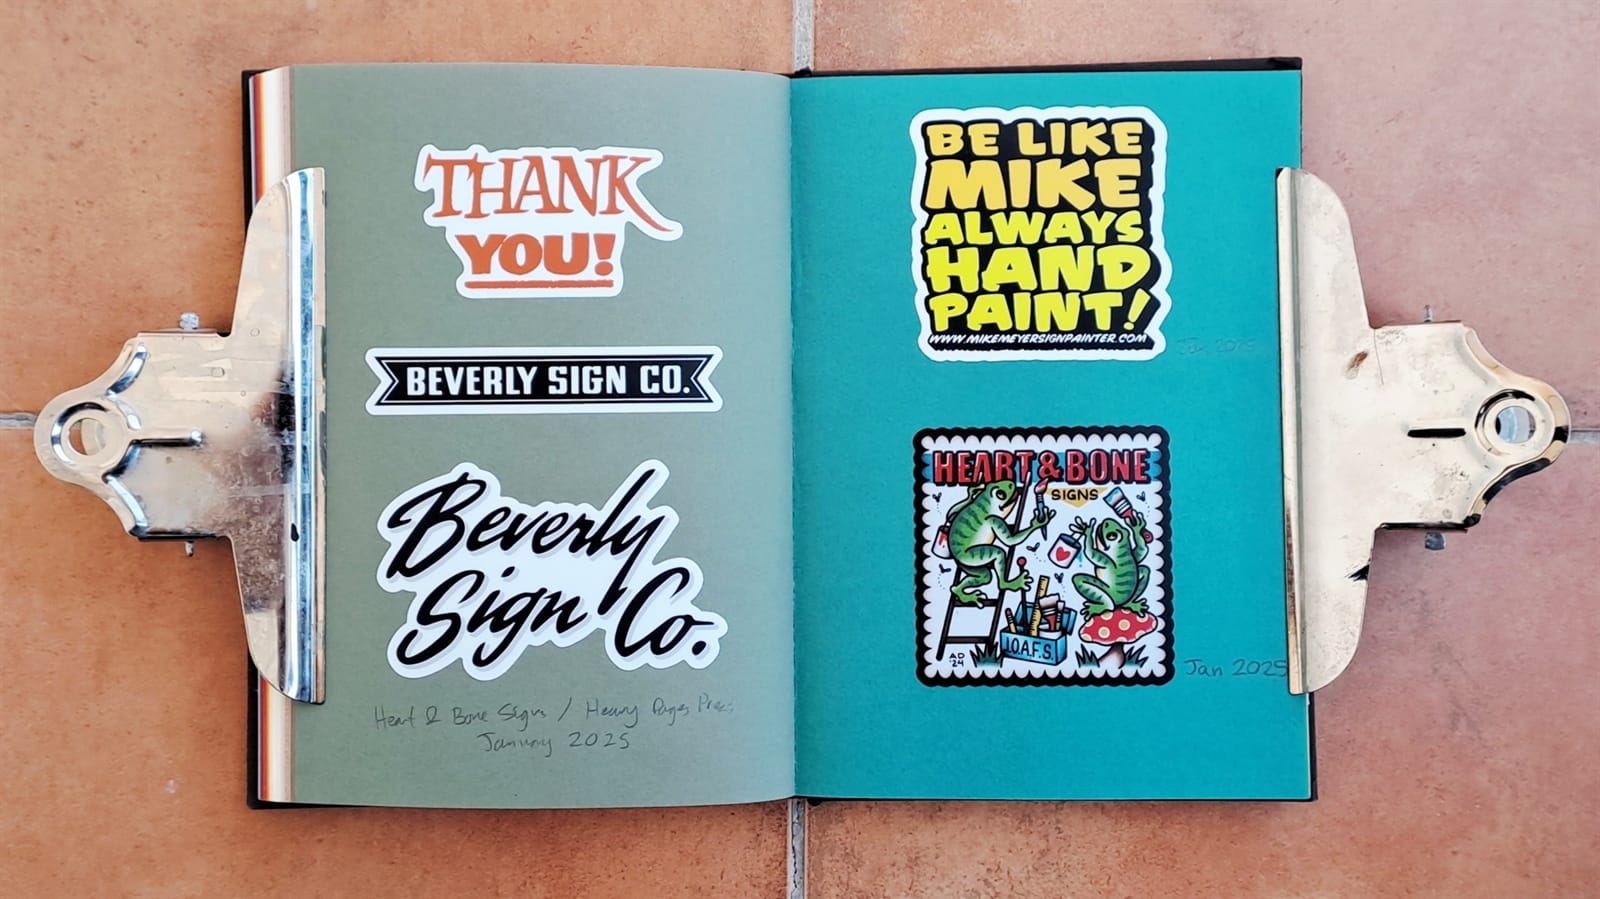 THANK
YOU!
BEVERLY SIGN CO.
Beverly
Sign Co.
Heart & Bone Signs / Heavy Pages Press
January 2025
BE LIKE
MIKE
ALWAYS
HAND
PAINT!
WWW.MIKEMEYERSIGNPAINTER.COM
Jan 2025
HEART & BONE
SIGNS
I.O.A.F.S.
AD
'24
Jan 2025